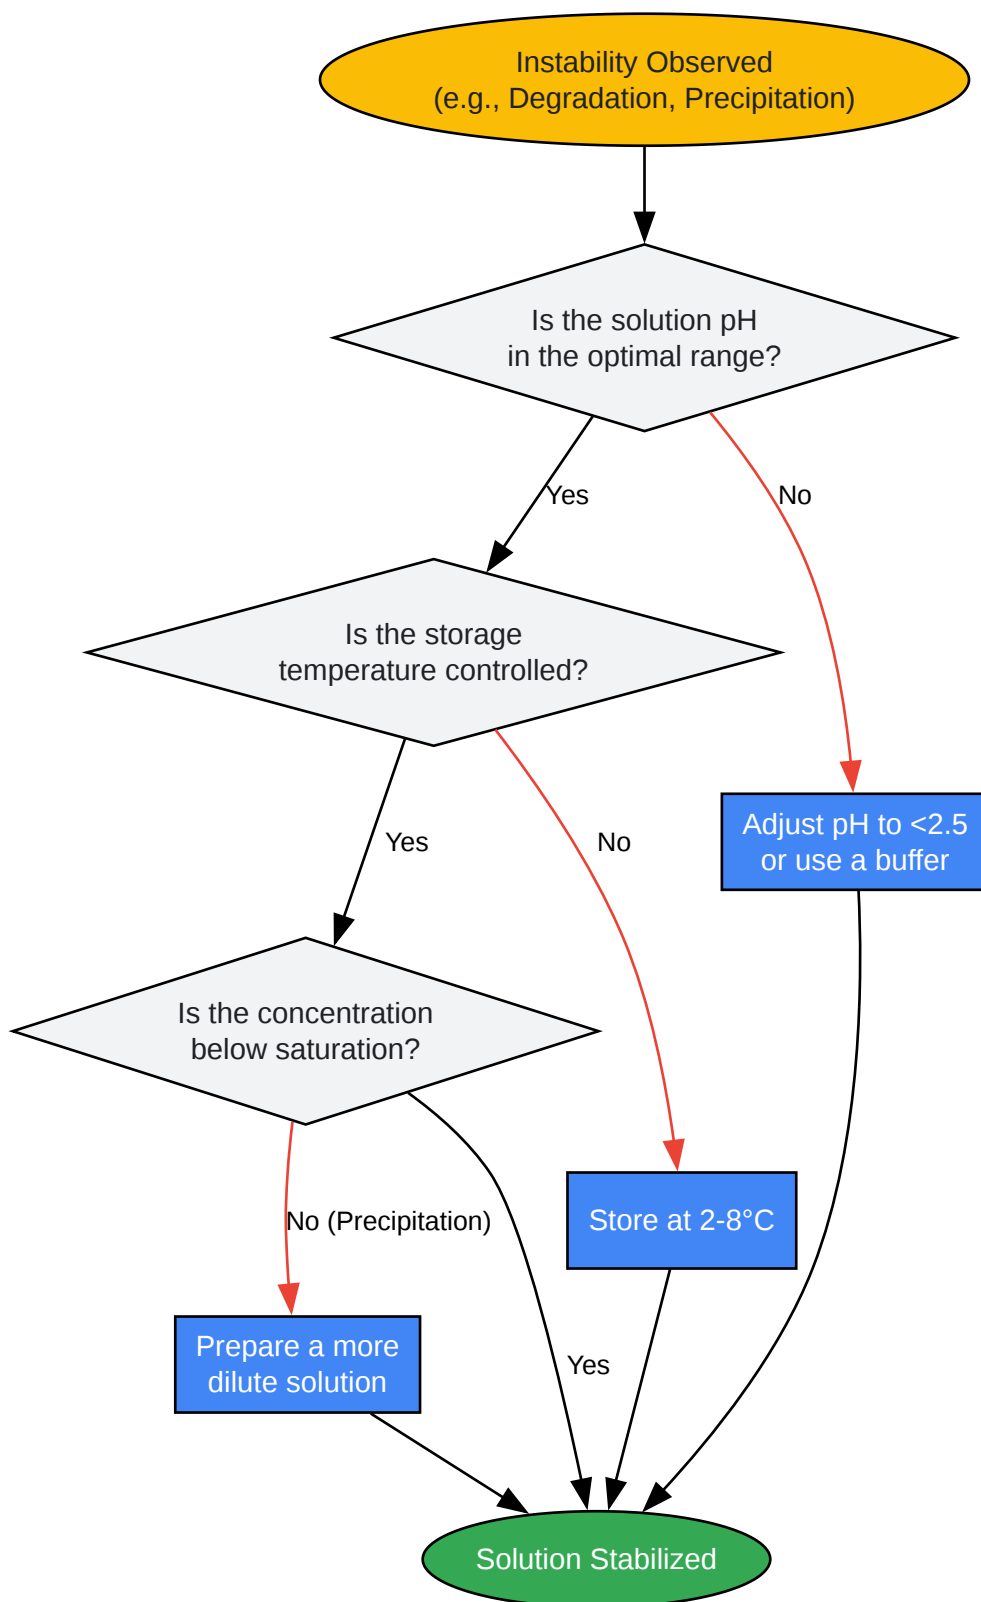 Instability Observed
(e.g., Degradation, Precipitation)
Is the solution pH
in the optimal range?
Yes
No
Is the storage
temperature controlled?
Adjust pH to <2.5
or use a buffer
Yes
No
Is the concentration
below saturation?
No (Precipitation)
Store at 2-8°C
Prepare a more
dilute solution
Yes
Solution Stabilized